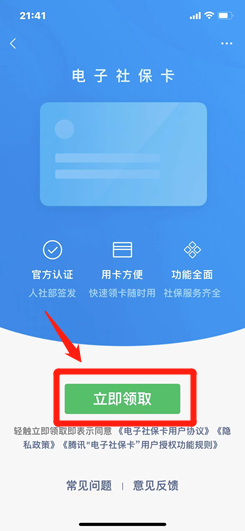 21:41
电子社保卡
官方认证 用卡方便 功能全面
人社部签发 快速领卡随时用 社保服务齐全
立即领取
轻触立即领取即表示同意《电子社保卡用户协议》《隐
私政策》《腾讯“电子社保卡”用户授权功能规则》
常见问题 | 意见反馈